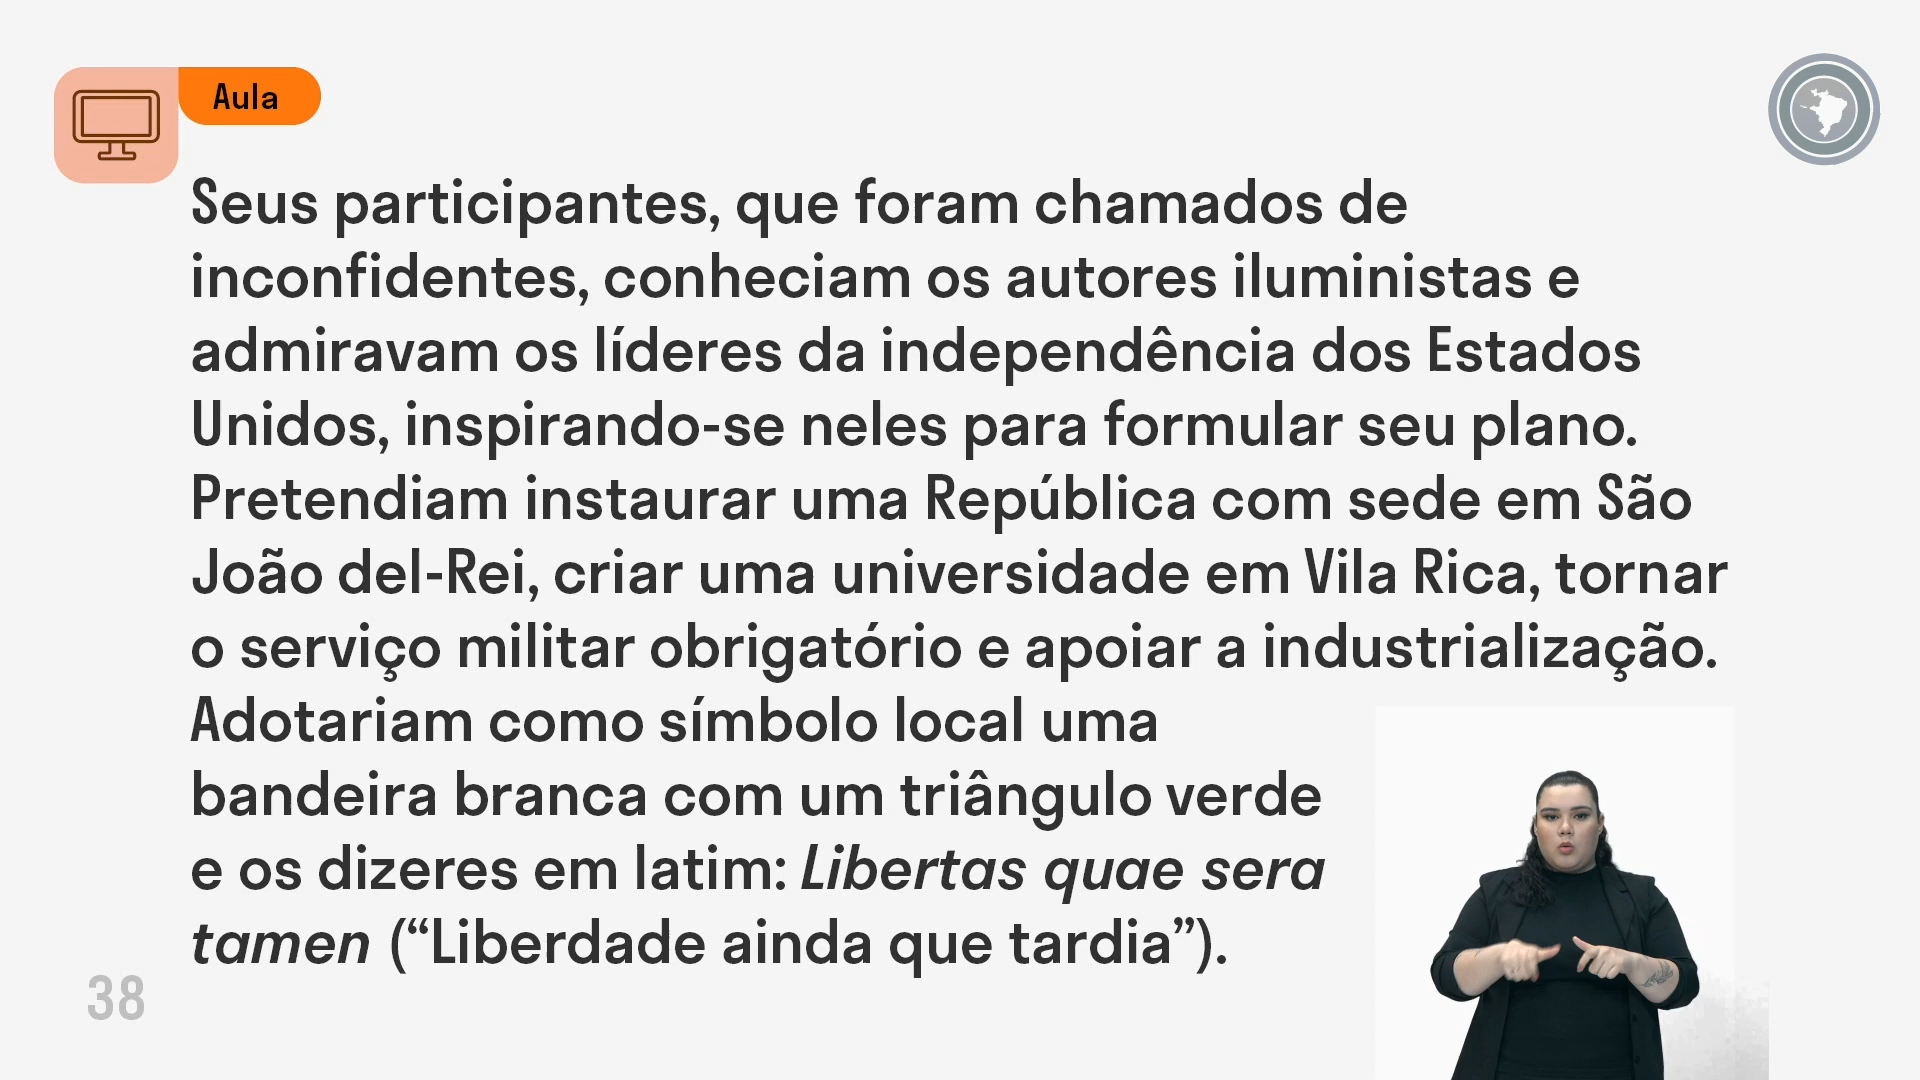 Aula
Seus participantes, que foram chamados de
inconfidentes, conheciam os autores iluministas e
admiravam os líderes da independência dos Estados
Unidos, inspirando-se neles para formular seu plano.
Pretendiam instaurar uma República com sede em São
João del-Rei, criar uma universidade em Vila Rica, tornar
o serviço militar obrigatório e apoiar a industrialização.
Adotariam como símbolo local uma
bandeira branca com um triângulo verde
e os dizeres em latim: Libertas quae sera
tamen (“Liberdade ainda que tardia”).
38